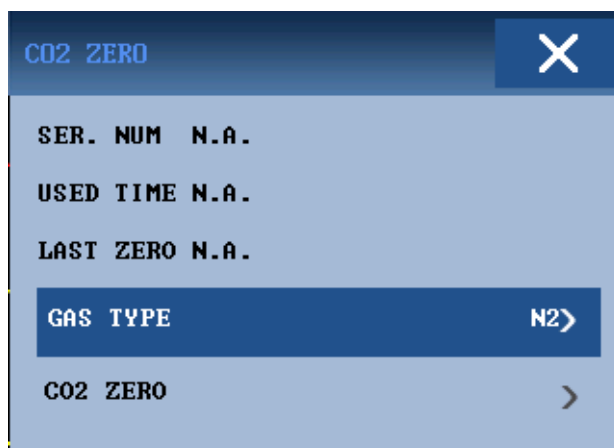 CO2 ZERO
SER. NUM N.A.
USED TIME N.A.
LAST ZERO N.A.
GAS TYPE N2
CO2 ZERO